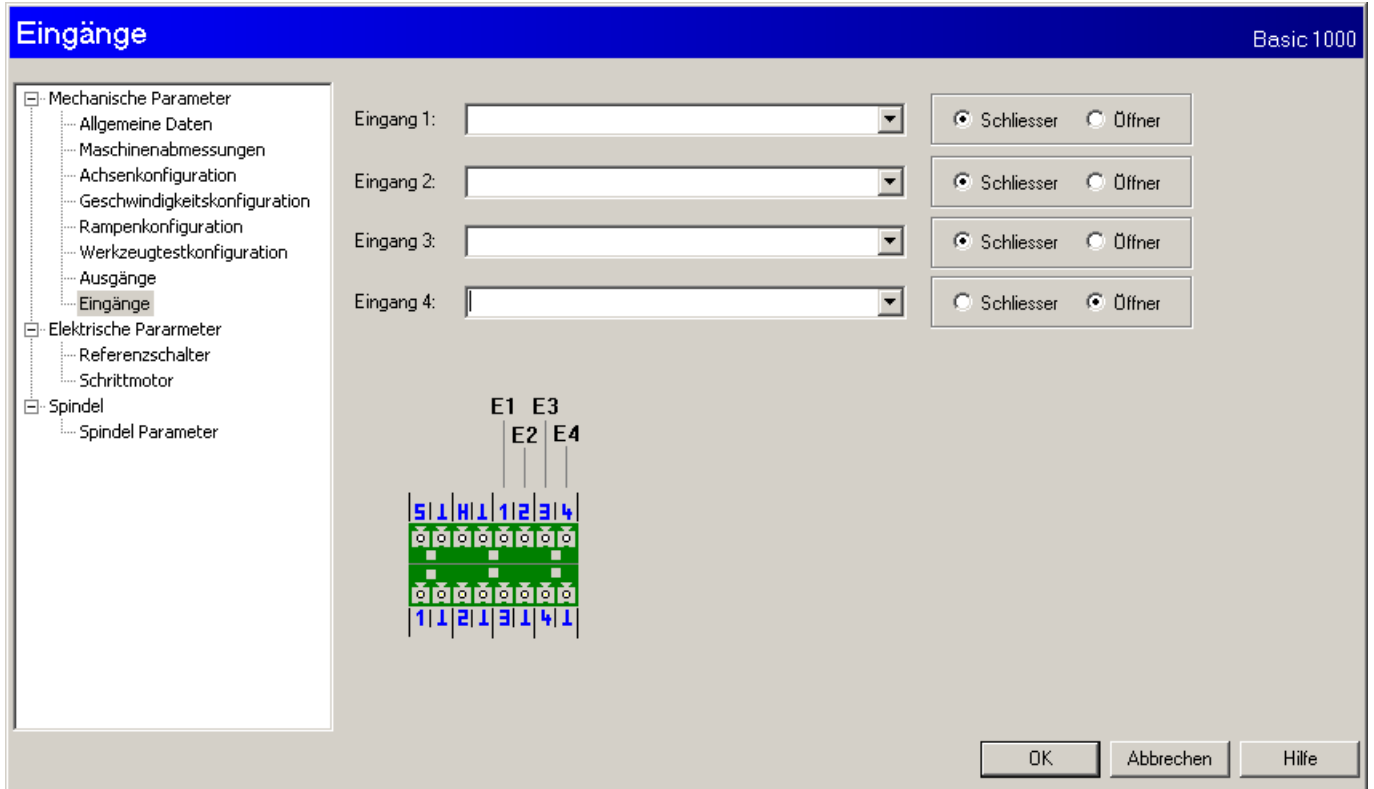 Eingänge
Basic 1000
Mechanische Parameter
Allgemeine Daten
Maschinenabmessungen
Achsenkonfiguration
Geschwindigkeitskonfiguration
Rampenkonfiguration
Werkzeugtestkonfiguration
Ausgänge
Eingänge
Elektrische Pararmeter
Referenzschalter
Schrittmotor
Spindel
Spindel Parameter
Eingang 1: Schliesser Öffner
Eingang 2: Schliesser Öffner
Eingang 3: Schliesser Öffner
Eingang 4: Schliesser Öffner
E1 E3
E2 E4
S|⊥|H|⊥|1|2|3|4
1|⊥|2|⊥|3|⊥|4|⊥
OK Abbrechen Hilfe